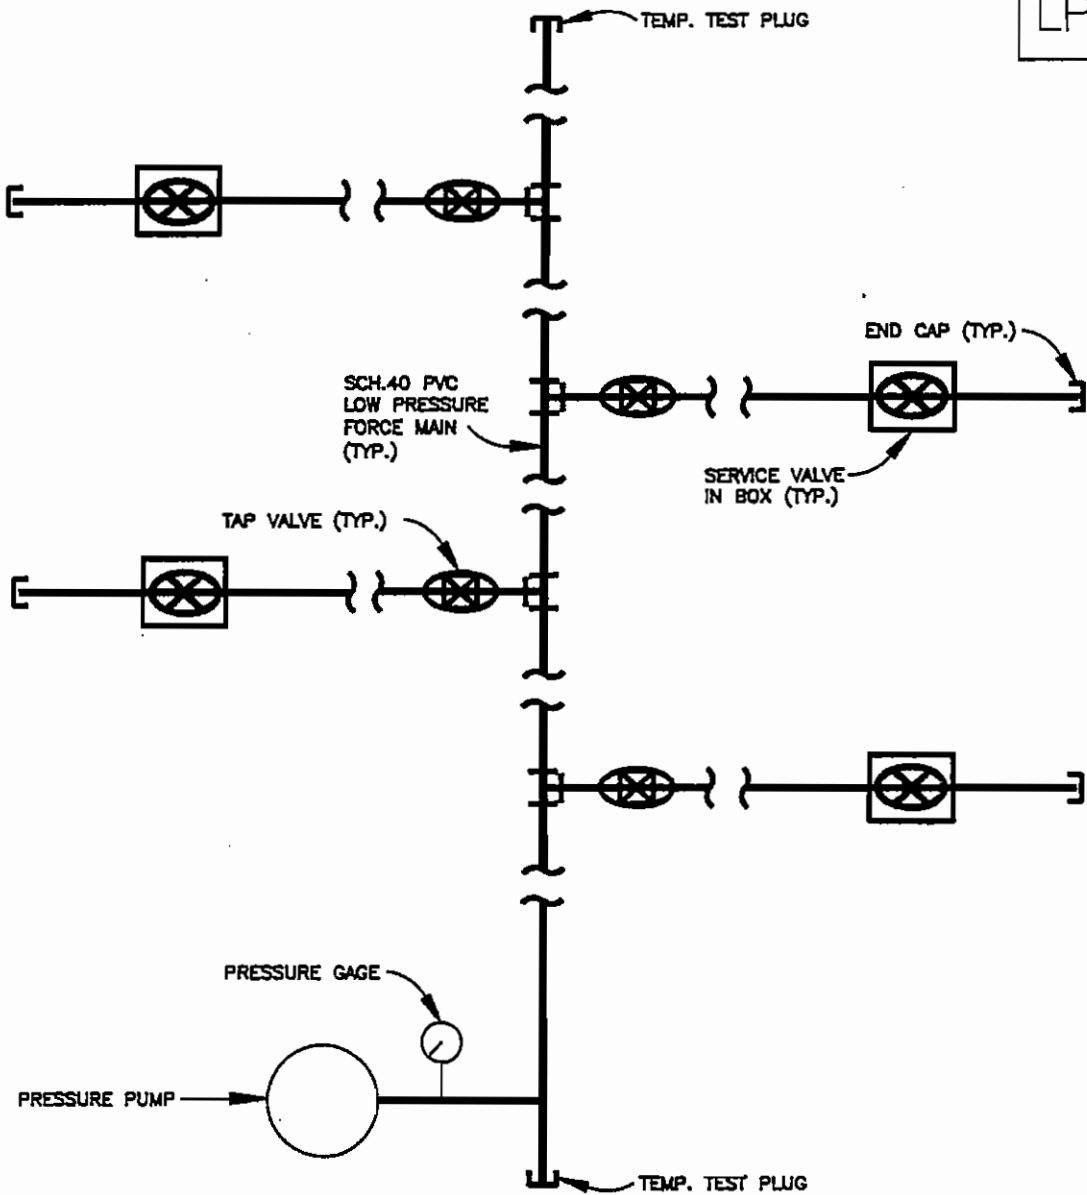 TEMP. TEST PLUG
END CAP (TYP.)
SCH.40 PVC
LOW PRESSURE
FORCE MAIN
(TYP.)
SERVICE VALVE
IN BOX (TYP.)
TAP VALVE (TYP.)
PRESSURE GAGE
PRESSURE PUMP
TEMP. TEST PLUG